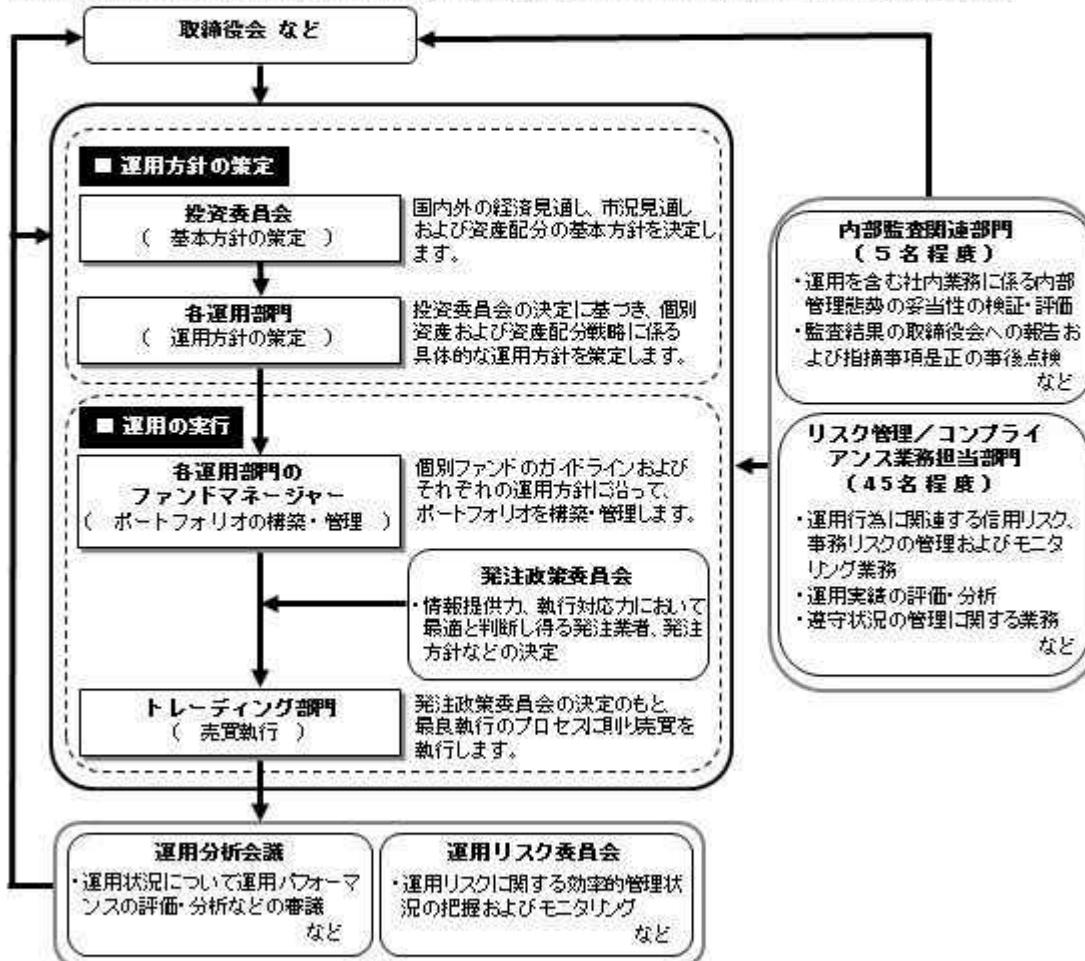 取締役会 など
■ 運用方針の策定
投資委員会
（ 基本方針の策定 ）
国内外の経済見通し、市況見通し
および資産配分の基本方針を決定し
ます。
各運用部門
（ 運用方針の策定 ）
投資委員会の決定に基づき、個別
資産および資産配分戦略に係る
具体的な運用方針を策定します。
■ 運用の実行
各運用部門の
ファンドマネージャー
（ ポートフォリオの構築・管理 ）
個別ファンドのガイドラインおよび
それぞれの運用方針に沿って、
ポートフォリオを構築・管理します。
発注政策委員会
・情報提供力、執行対応力において
最適と判断し得る発注業者、発注
方針などの決定
トレーディング部門
（ 売買執行 ）
発注政策委員会の決定のもと
最良執行のプロセスに則り売買を
執行します。
運用分析会議
・運用状況について運用パフォーマ
ンスの評価・分析などの審議
など
運用リスク委員会
・運用リスクに関する効率的管理状
況の把握およびモニタリング
など
内部監査関連部門
（５名程度）
・運用を含む社内業務に係る内部
管理態勢の妥当性の検証・評価
・監査結果の取締役会への報告お
よび指摘事項是正の事後点検
など
リスク管理／コンプライ
アンス業務担当部門
（４５名程度）
・運用行為に関連する信用リスク、
事務リスクの管理およびモニタ
リング業務
・運用実績の評価・分析
・遵守状況の管理に関する業務
など